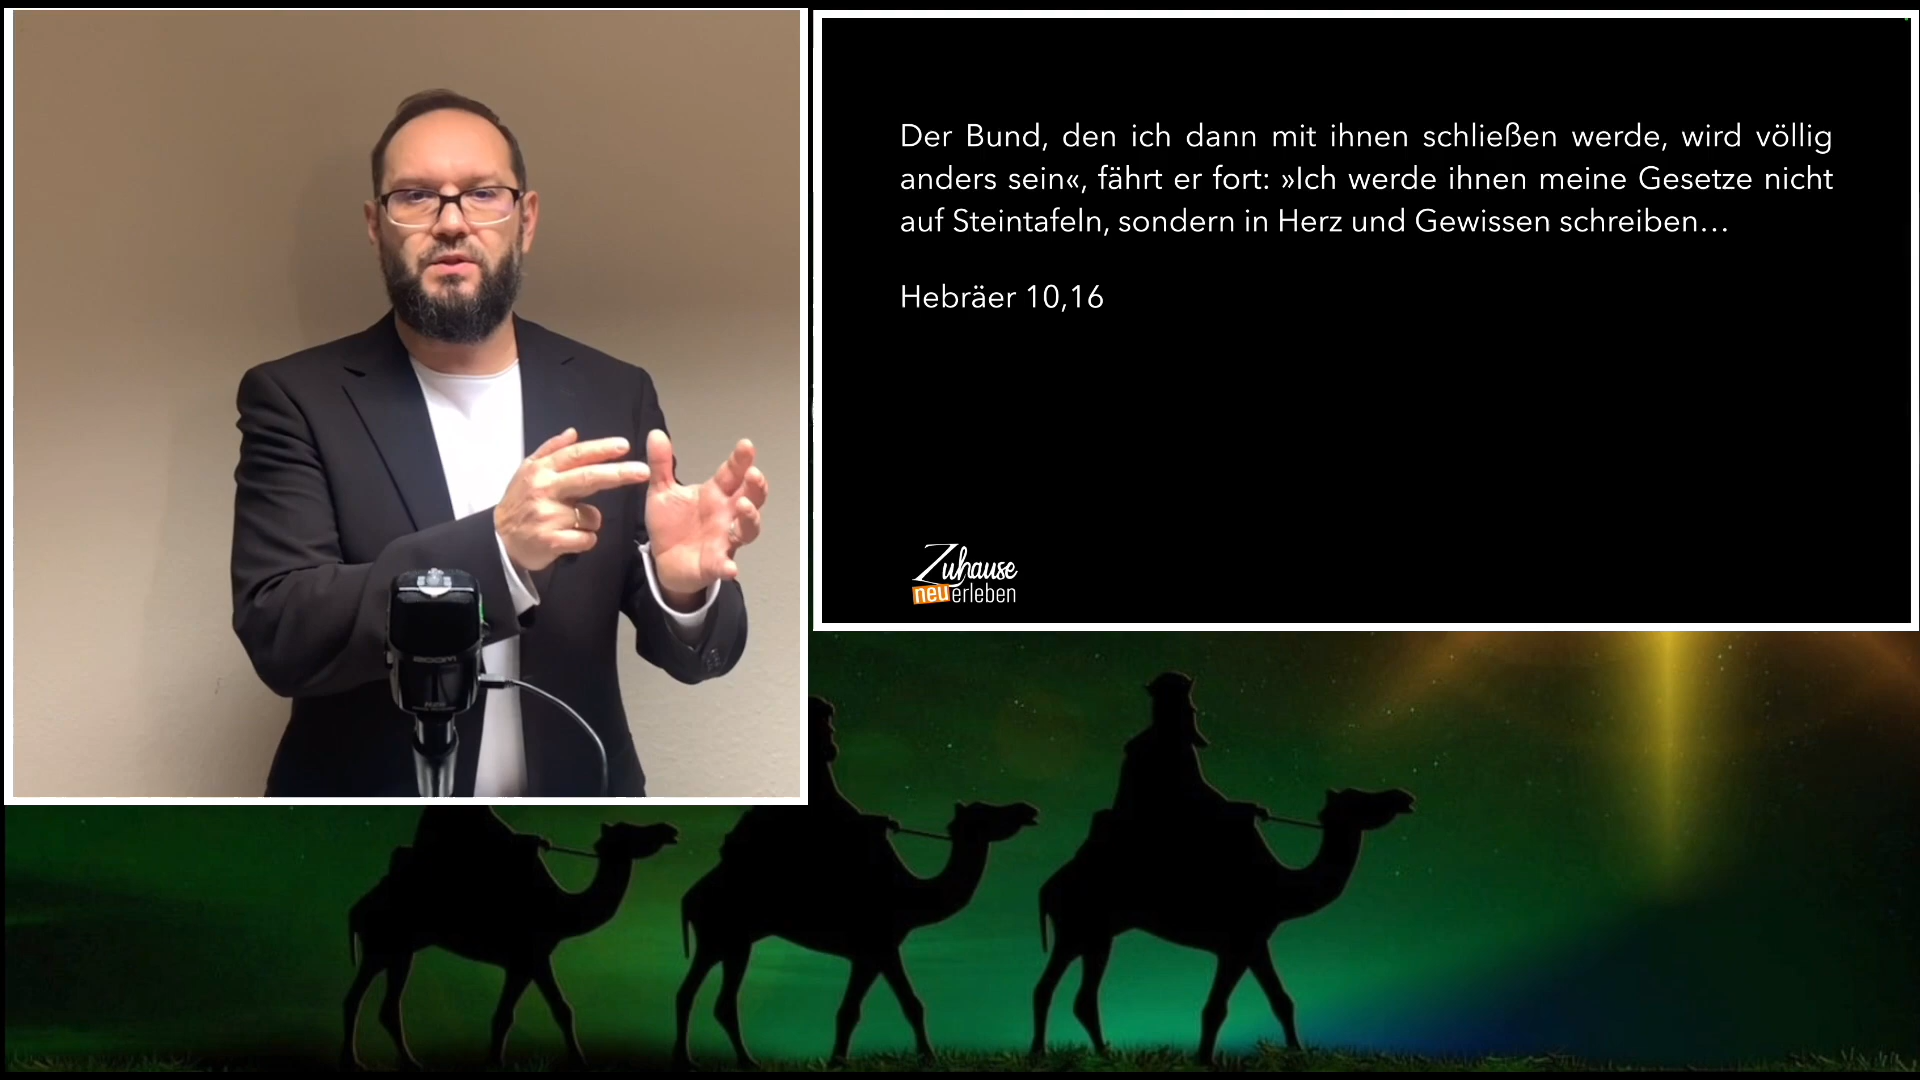 Der Bund, den ich dann mit ihnen schließen werde, wird völlig
anders sein«, fährt er fort: »Ich werde ihnen meine Gesetze nicht
auf Steintafeln, sondern in Herz und Gewissen schreiben…
Hebräer 10,16
Zuhause
neu erleben
zoom